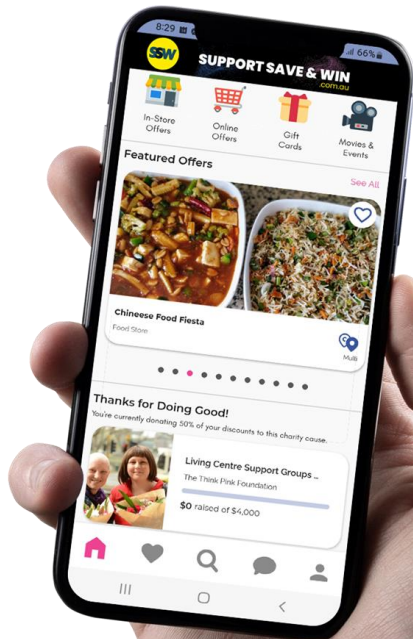 8:29
66%
SSW
SUPPORT SAVE & WIN
.com.au
In-Store
Offers
Online
Offers
Gift
Cards
Movies &
Events
Featured Offers
See All
Chineese Food Fiesta
Food Store
Multi
Thanks for Doing Good!
You're currently donating 50% of your discounts to this charity cause.
Living Centre Support Groups ...
The Think Pink Foundation
$0 raised of $4,000